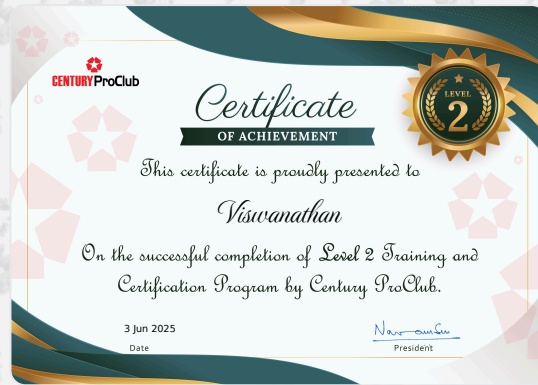 CENTURY ProClub
LEVEL
2
Certificate
OF ACHIEVEMENT
This certificate is proudly presented to
Viswanathan
On the successful completion of Level 2 Training and
Certification Program by Century ProClub.
3 Jun 2025
Date
President